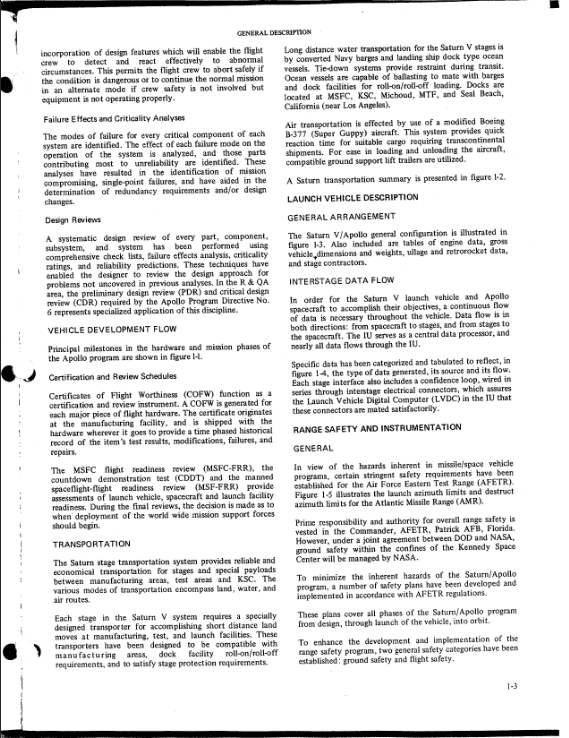 GENERAL DESCRIPTION
incorporation of design features which will enable the flight
crew to detect and react effectively to abnormal
circumstances. This permits the flight crew to abort safely if
the condition is dangerous or to continue the normal mission
in an alternate mode if crew safety is not involved but
equipment is not operating properly.
Failure Effects and Criticality Analyses
The modes of failure for every critical component of each
system are identified. The effect of each failure mode on the
operation of the system is analyzed, and those parts
contributing most to unreliability are identified. These
analyses have resulted in the identification of mission
compromising, single-point failures, and have aided in the
determination of redundancy requirements and/or design
changes.
Design Reviews
A systematic design review of every part, component,
subsystem, and system has been performed using
comprehensive check lists, failure effects analysis, criticality
ratings, and reliability predictions. These techniques have
enabled the designer to review the design approach for
problems not uncovered in previous analyses. In the R & QA
area, the preliminary design review (PDR) and critical design
review (CDR) required by the Apollo Program Directive No.
6 represents specialized application of this discipline.
VEHICLE DEVELOPMENT FLOW
Principal milestones in the hardware and mission phases of
the Apollo program are shown in figure 1-1.
Certification and Review Schedules
Certificates of Flight Worthiness (COFW) function as a
certification and review instrument. A COFW is generated for
each major piece of flight hardware. The certificate originates
at the manufacturing facility, and is shipped with the
hardware wherever it goes to provide a time phased historical
record of the item's test results, modifications, failures, and
repairs.
The MSFC flight readiness review (MSFC-FRR), the
countdown demonstration test (CDDT) and the manned
spaceflight-flight readiness review (MSF-FRR) provide
assessments of launch vehicle, spacecraft and launch facility
readiness. During the final reviews, the decision is made as to
when deployment of the world wide mission support forces
should begin.
TRANSPORTATION
The Saturn stage transportation system provides reliable and
economical transportation for stages and special payloads
between manufacturing areas, test areas and KSC. The
various modes of transportation encompass land, water, and
air routes.
Each stage in the Saturn V system requires a specially
designed transporter for accomplishing short distance land
moves at manufacturing, test, and launch facilities. These
transporters have been designed to be compatible with
manufacturing areas, dock facility roll-on/roll-off
requirements, and to satisfy stage protection requirements.
Long distance water transportation for the Saturn V stages is
by converted Navy barges and landing ship dock type ocean
vessels. Tie-down systems provide restraint during transit.
Ocean vessels are capable of ballasting to mate with barges
and dock facilities for roll-on/roll-off loading. Docks are
located at MSFC, KSC, Michoud, MTF, and Seal Beach,
California (near Los Angeles).
Air transportation is effected by use of a modified Boeing
B-377 (Super Guppy) aircraft. This system provides quick
reaction time for suitable cargo requiring transcontinental
shipments. For ease in loading and unloading the aircraft,
compatible ground support lift trailers are utilized.
A Saturn transportation summary is presented in figure 1-2.
LAUNCH VEHICLE DESCRIPTION
GENERAL ARRANGEMENT
The Saturn V/Apollo general configuration is illustrated in
figure 1-3. Also included are tables of engine data, gross
vehicle dimensions and weights, ullage and retrorocket data,
and stage contractors.
INTERSTAGE DATA FLOW
In order for the Saturn V launch vehicle and Apollo
spacecraft to accomplish their objectives, a continuous flow
of data is necessary throughout the vehicle. Data flow is in
both directions: from spacecraft to stages, and from stages to
the spacecraft. The IU serves as a central data processor, and
nearly all data flows through the IU.
Specific data has been categorized and tabulated to reflect, in
figure 1-4, the type of data generated, its source and its flow.
Each stage interface also includes a confidence loop, wired in
series through interstage electrical connectors, which assures
the Launch Vehicle Digital Computer (LVDC) in the IU that
these connectors are mated satisfactorily.
RANGE SAFETY AND INSTRUMENTATION
GENERAL
In view of the hazards inherent in missile/space vehicle
programs, certain stringent safety requirements have been
established for the Air Force Eastern Test Range (AFETR).
Figure 1-5 illustrates the launch azimuth limits and destruct
azimuth limits for the Atlantic Missile Range (AMR).
Prime responsibility and authority for overall range safety is
vested in the Commander, AFETR, Patrick AFB, Florida.
However, under a joint agreement between DOD and NASA,
ground safety within the confines of the Kennedy Space
Center will be managed by NASA.
To minimize the inherent hazards of the Saturn/Apollo
program, a number of safety plans have been developed and
implemented in accordance with AFETR regulations.
These plans cover all phases of the Saturn/Apollo program
from design, through launch of the vehicle, into orbit.
To enhance the development and implementation of the
range safety program, two general safety categories have been
established: ground safety and flight safety.
1-3